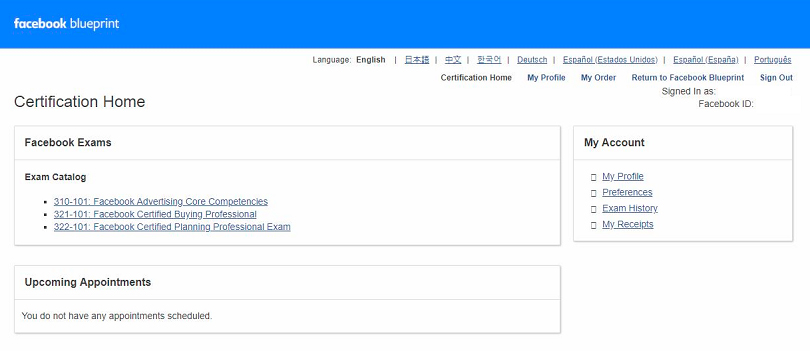 facebook blueprint
Language: English | 日本語 | 中文 | 한국어 | Deutsch | Español (Estados Unidos) | Español (España) | Português
Certification Home My Profile My Order Return to Facebook Blueprint Sign Out
Signed In as:
Facebook ID:
Certification Home
Facebook Exams
Exam Catalog
310-101: Facebook Advertising Core Competencies
321-101: Facebook Certified Buying Professional
322-101: Facebook Certified Planning Professional Exam
My Account
My Profile
Preferences
Exam History
My Receipts
Upcoming Appointments
You do not have any appointments scheduled.